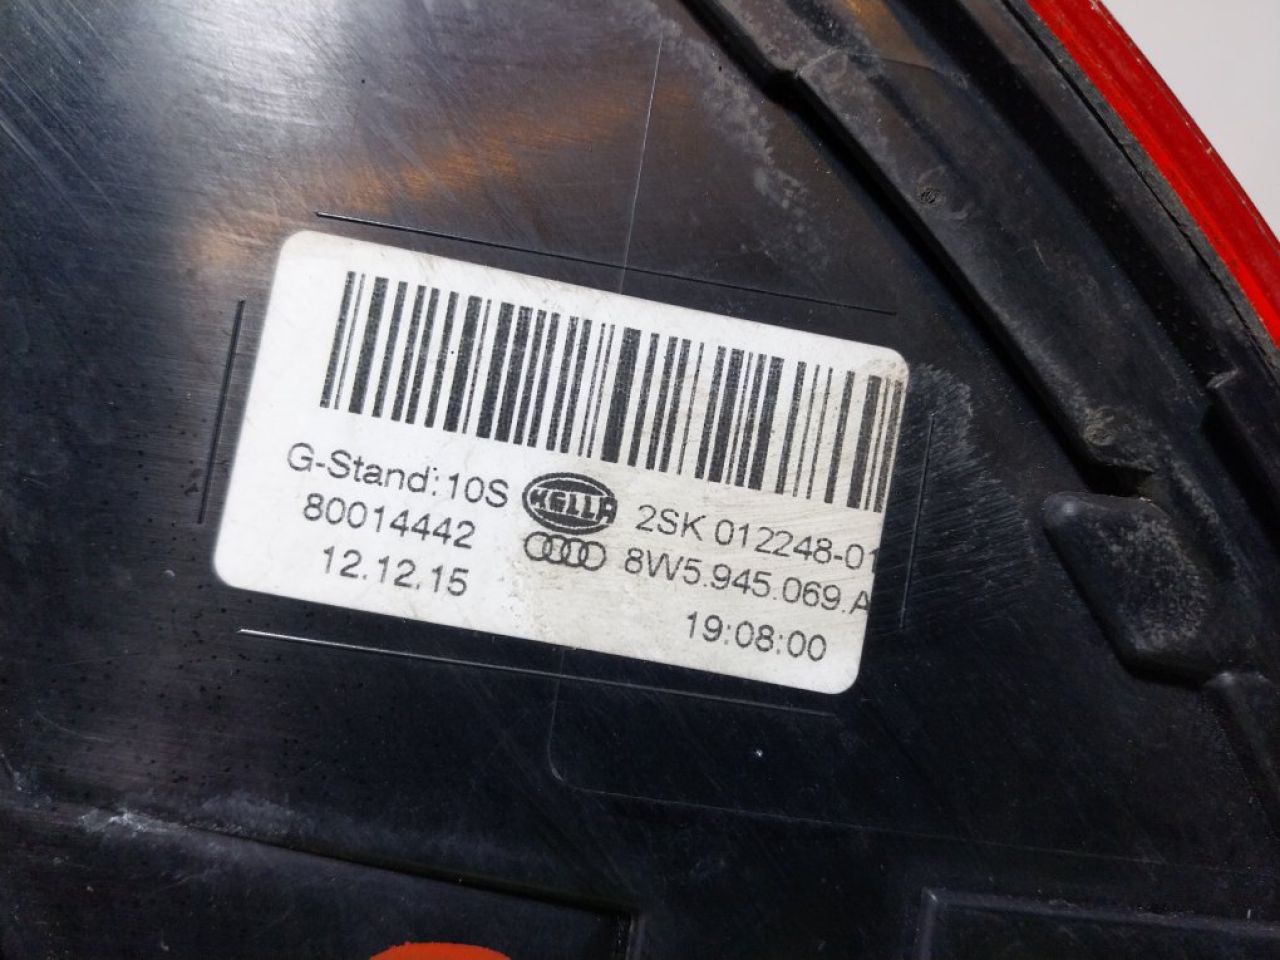 G-Stand: 10S
80014442
12.12.15
HELLA
2SK 012248-01
8W5.945.069.A
19:08:00